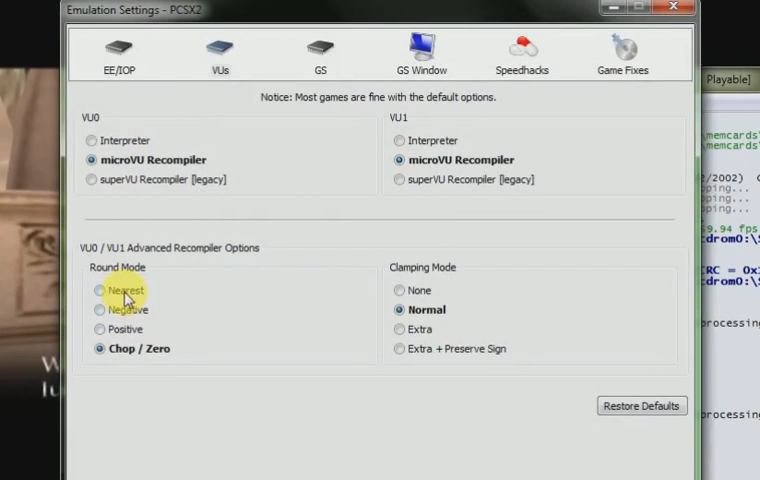 Emulation Settings - PCSX2
EE/IOP VUs GS GS Window Speedhacks Game Fixes
Playable]
Notice: Most games are fine with the default options.
VU0 VU1
Interpreter Interpreter
microVU Recompiler microVU Recompiler
superVU Recompiler [legacy] superVU Recompiler [legacy]
\memcards\
\memcards\
2/2002)
pping...
pping...
pping...
59.94 fps
cdrom0:\
CRC = 0x
cdrom0:\
VU0 / VU1 Advanced Recompiler Options
Round Mode Clamping Mode
Nearest None
Negative Normal
Positive Extra
Chop / Zero Extra + Preserve Sign
processing
Restore Defaults
processing
W
lu